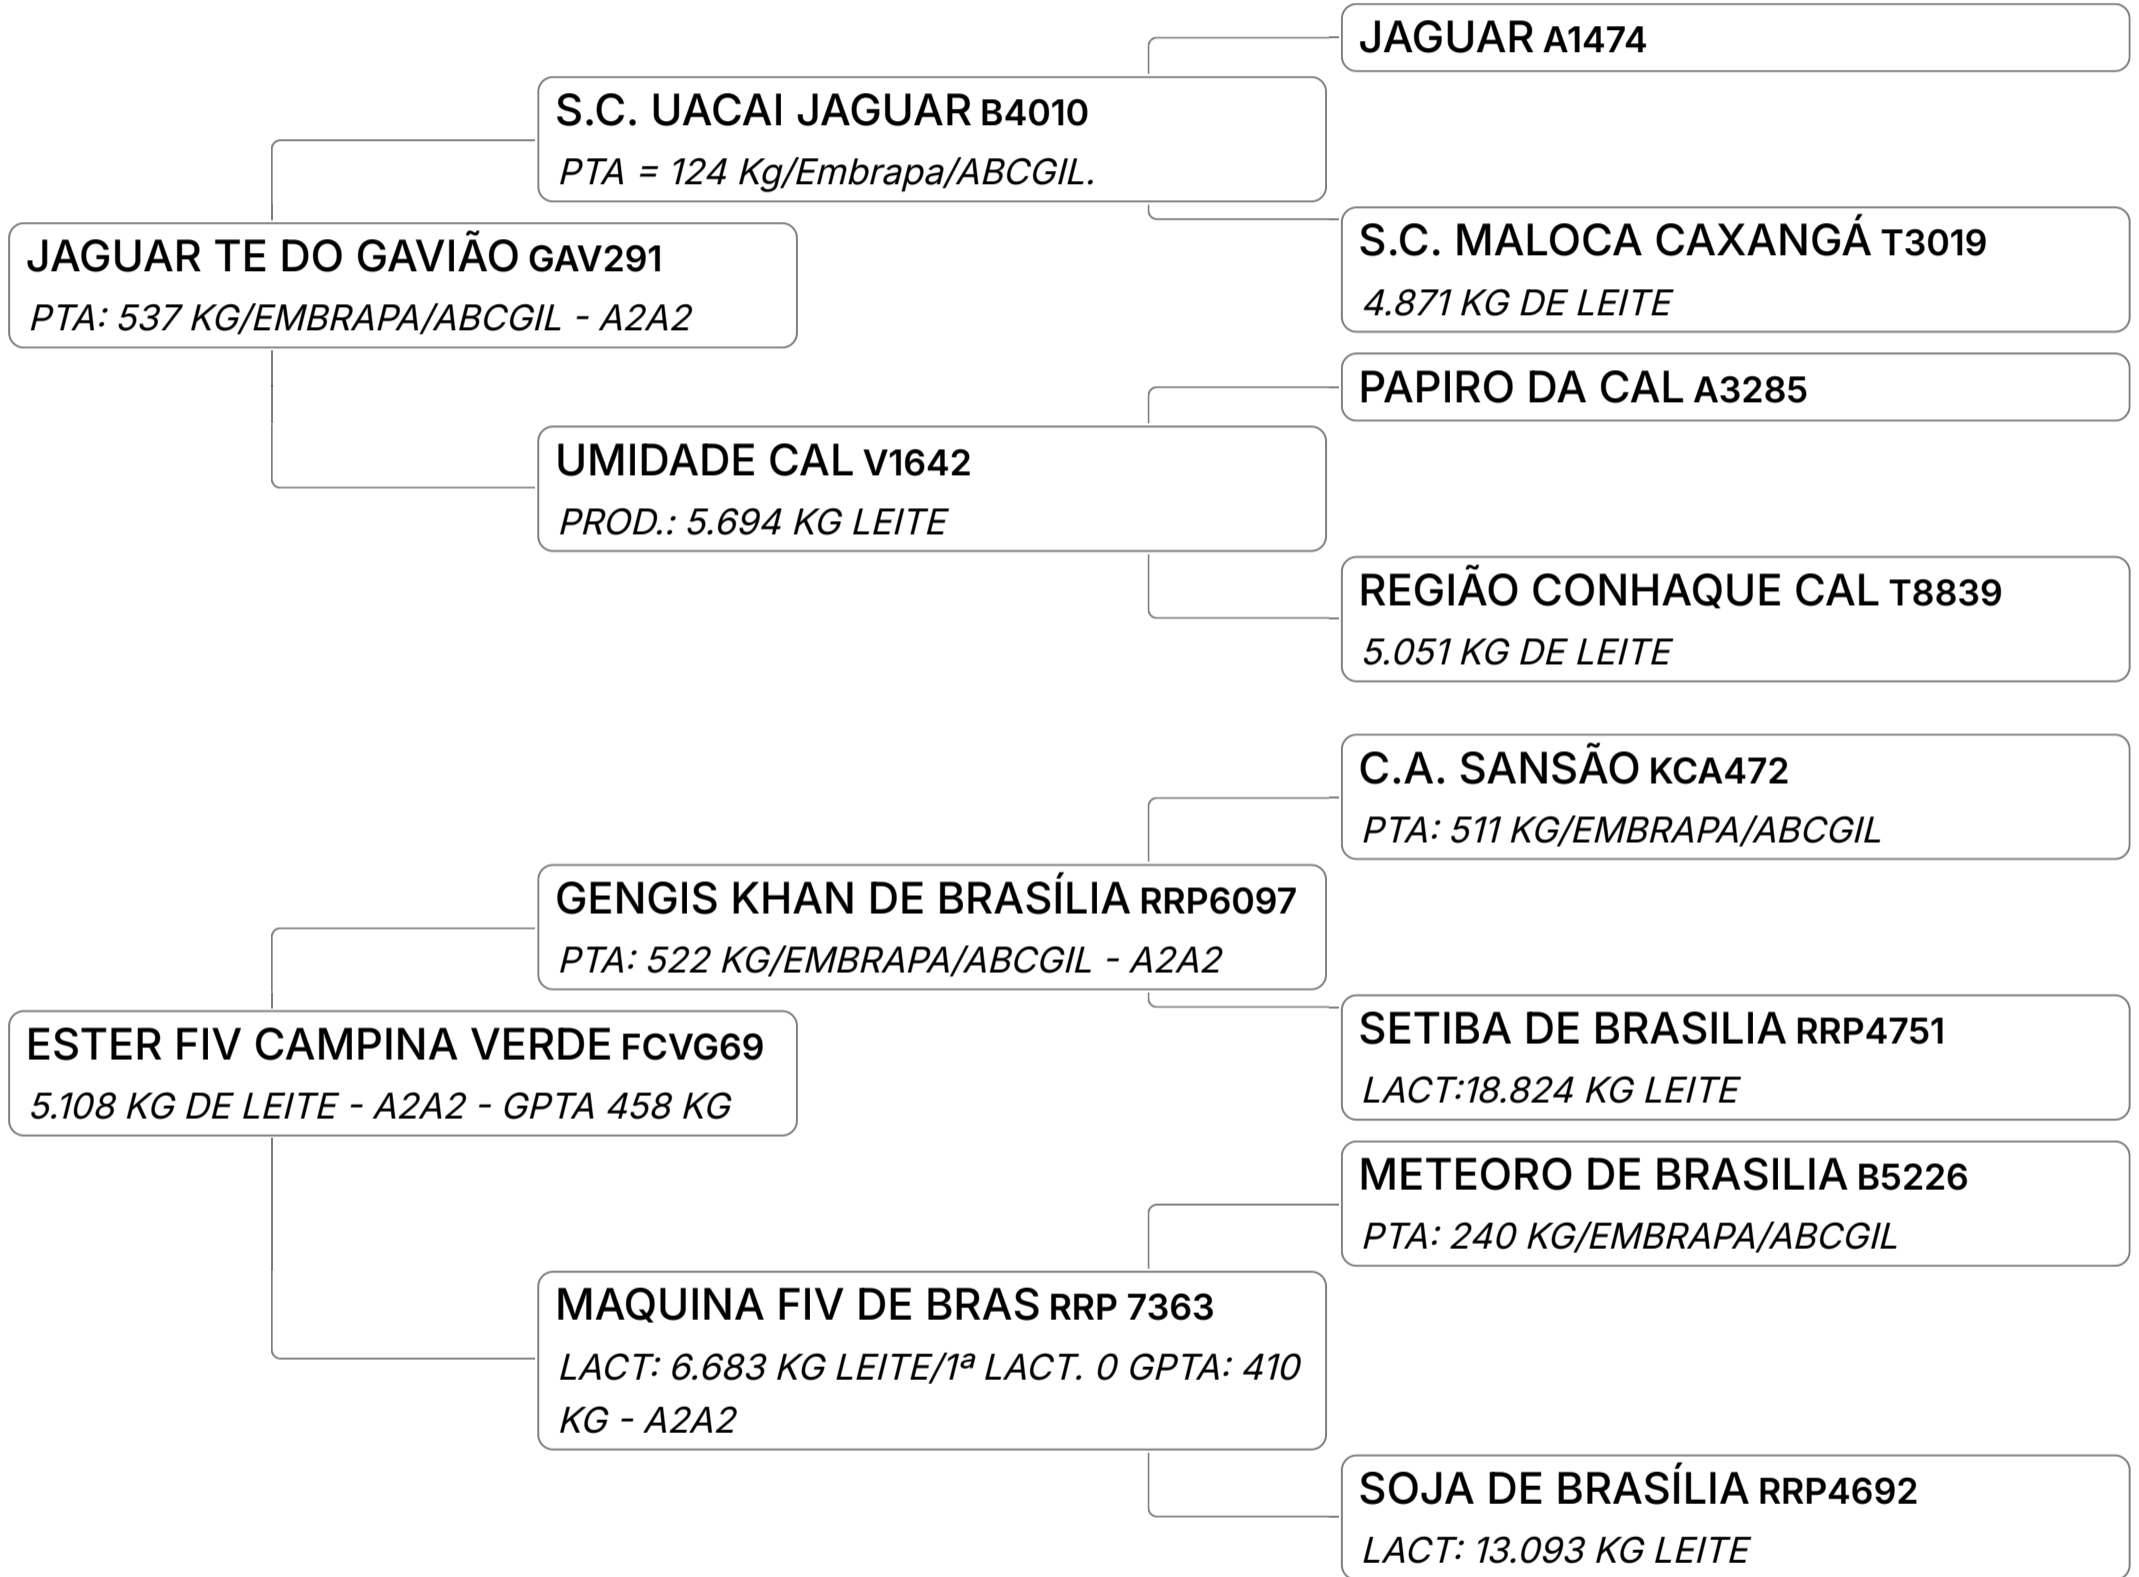 JAGUAR A1474
S.C. UACAI JAGUAR B4010
PTA = 124 Kg/Embrapa/ABCGIL.
S.C. MALOCA CAXANGÁ T3019
4.871 KG DE LEITE
JAGUAR TE DO GAVIÃO GAV291
PTA: 537 KG/EMBRAPA/ABCGIL - A2A2
PAPIRO DA CAL A3285
UMIDADE CAL V1642
PROD.: 5.694 KG LEITE
REGIÃO CONHAQUE CAL T8839
5.051 KG DE LEITE
C.A. SANSÃO KCA472
PTA: 511 KG/EMBRAPA/ABCGIL
GENGIS KHAN DE BRASÍLIA RRP6097
PTA: 522 KG/EMBRAPA/ABCGIL - A2A2
SETIBA DE BRASILIA RRP4751
LACT:18.824 KG LEITE
ESTER FIV CAMPINA VERDE FCVG69
5.108 KG DE LEITE - A2A2 - GPTA 458 KG
METEORO DE BRASILIA B5226
PTA: 240 KG/EMBRAPA/ABCGIL
MAQUINA FIV DE BRAS RRP 7363
LACT: 6.683 KG LEITE/1ª LACT. 0 GPTA: 410
KG - A2A2
SOJA DE BRASÍLIA RRP4692
LACT: 13.093 KG LEITE